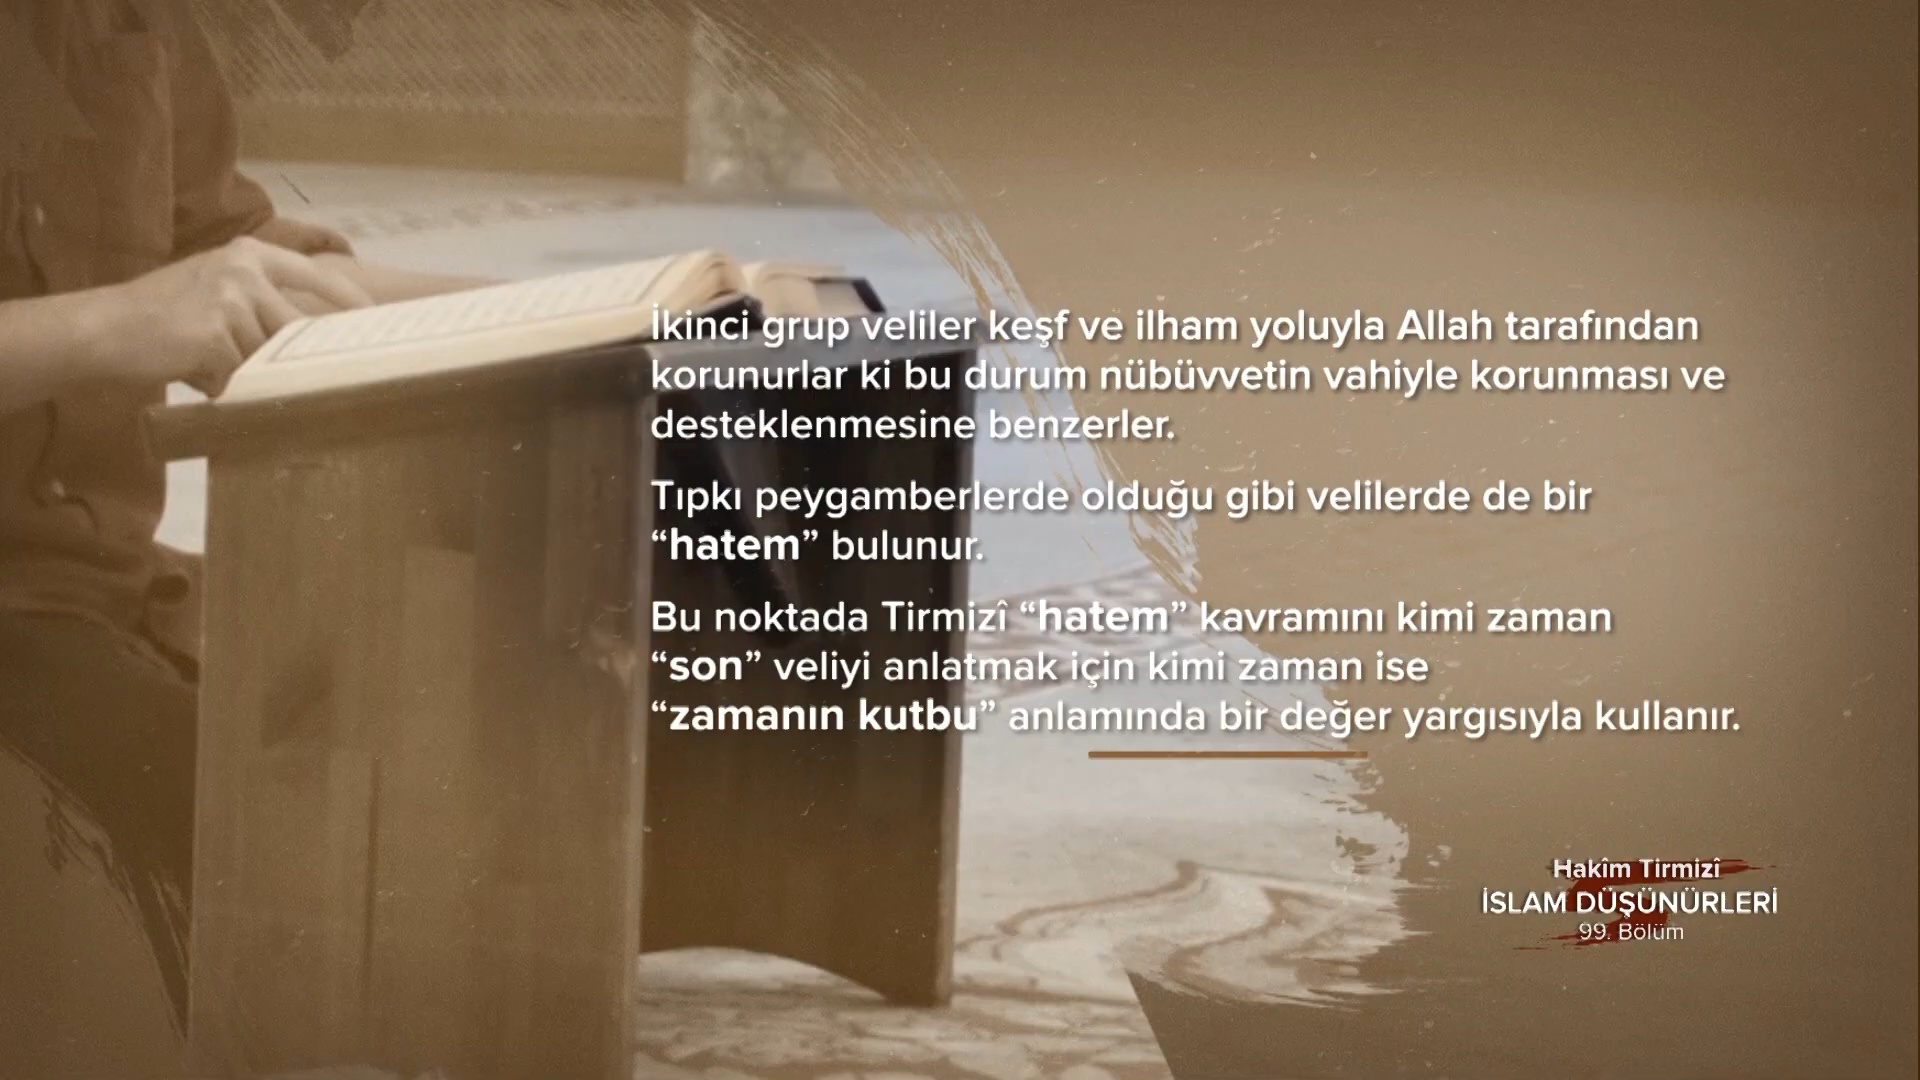 İkinci grup veliler keşf ve ilham yoluyla Allah tarafından
korunurlar ki bu durum nübüvvetin vahiyle korunması ve
desteklenmesine benzerler.
Tıpkı peygamberlerde olduğu gibi velilerde de bir
“hatem” bulunur.
Bu noktada Tirmizî “hatem” kavramını kimi zaman
“son” veliyi anlatmak için kimi zaman ise
“zamanın kutbu” anlamında bir değer yargısıyla kullanır.
Hakîm Tirmizî
İSLAM DÜŞÜNÜRLERİ
99. Bölüm